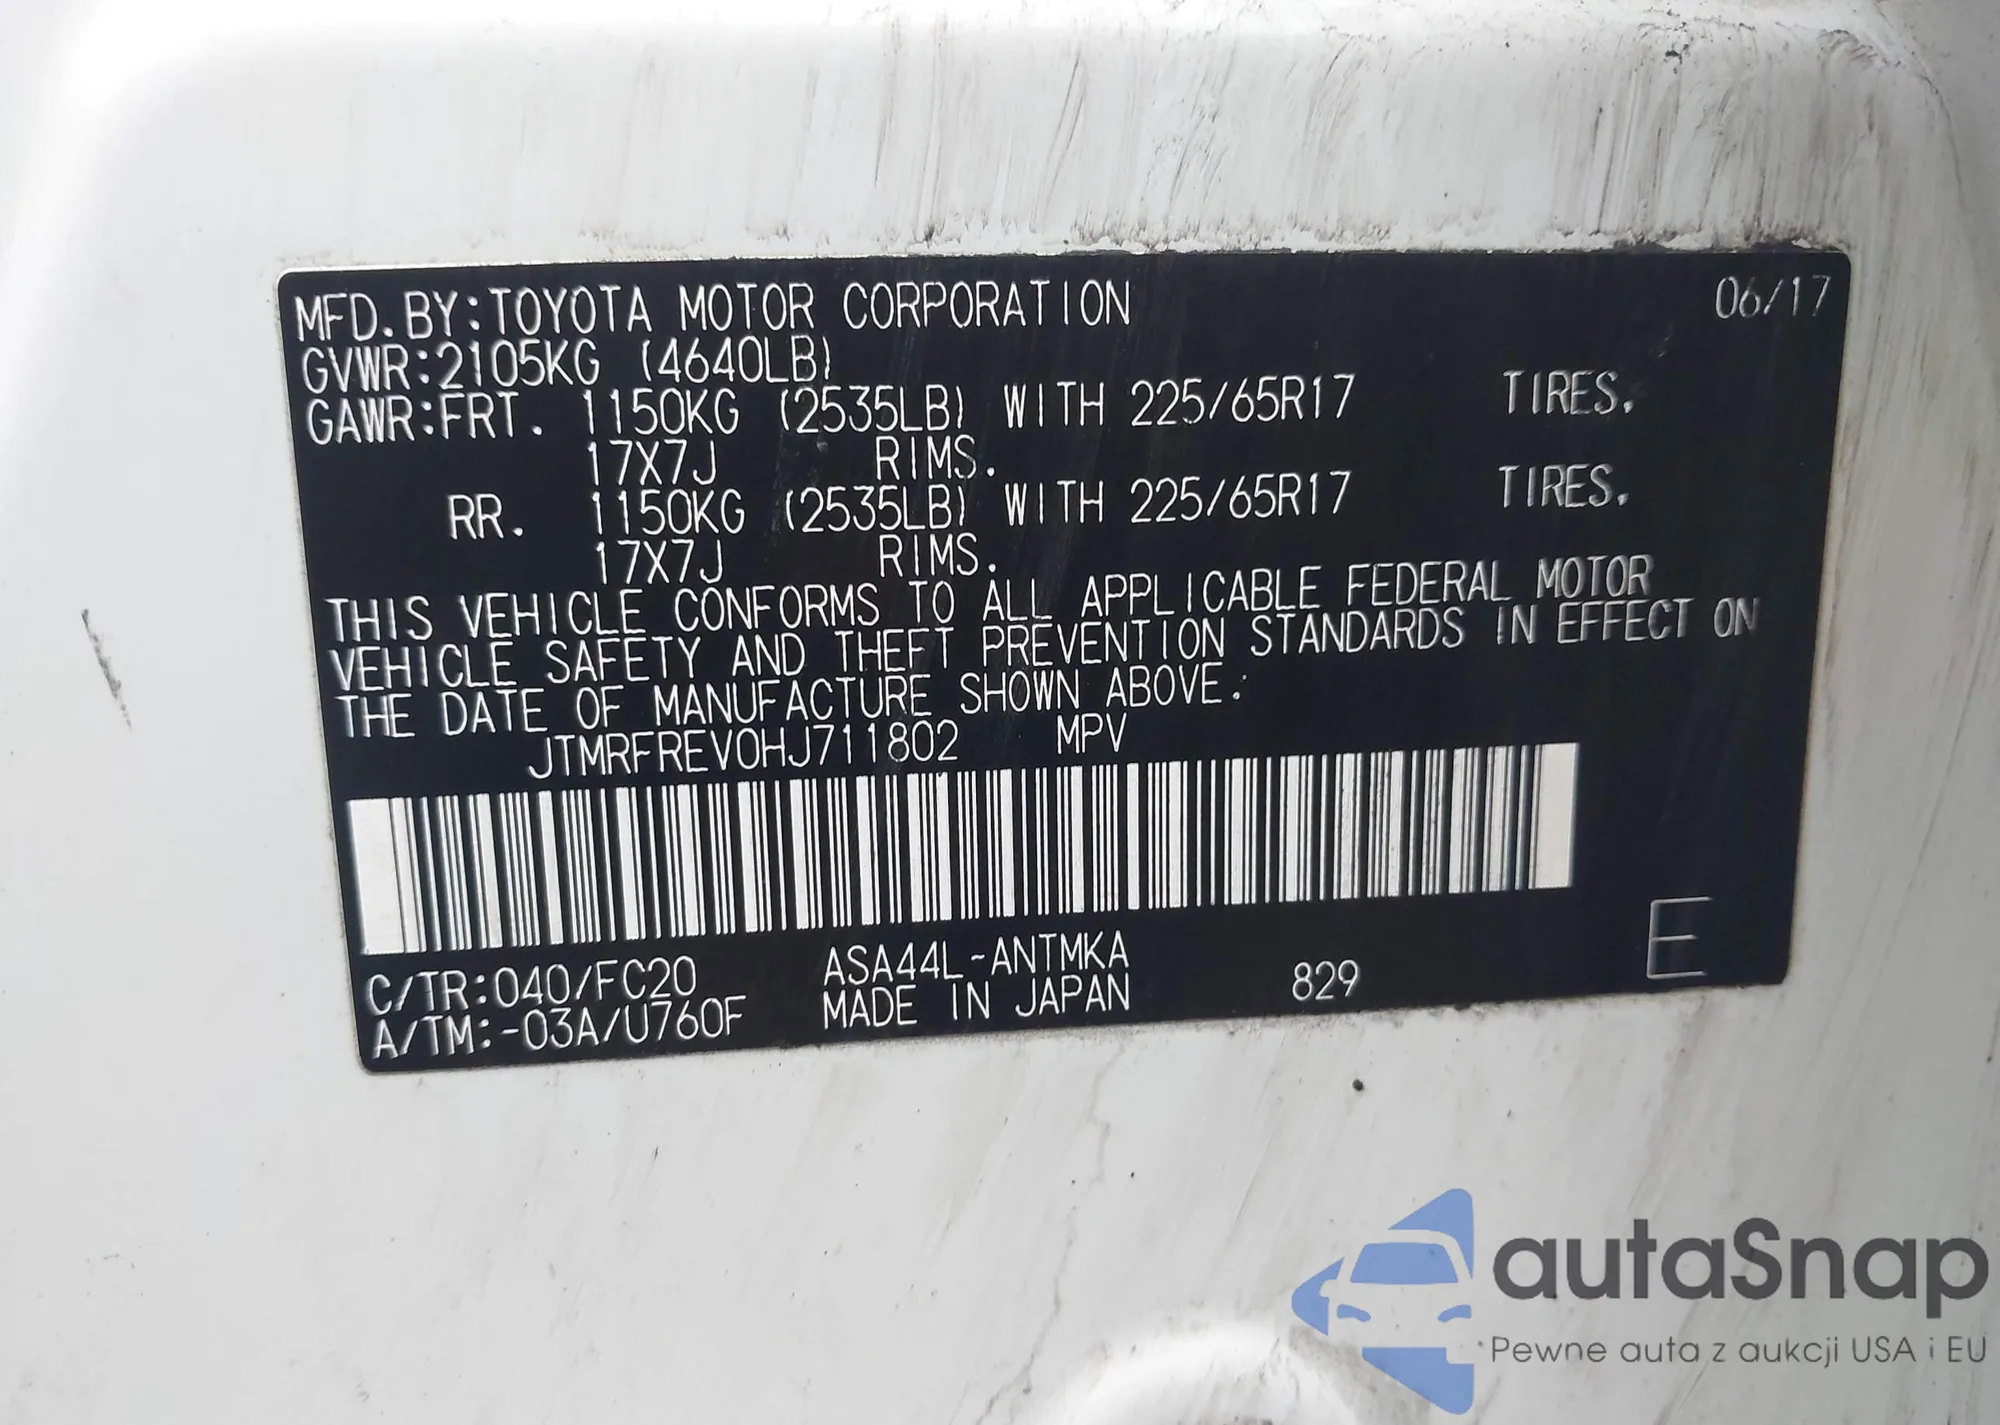 MFD. BY:TOYOTA MOTOR CORPORATION 06/17
GVWR:2105KG (4640LB)
GAWR:FRT. 1150KG (2535LB) WITH 225/65R17 TIRES.
17X7J RIMS.
RR. 1150KG (2535LB) WITH 225/65R17 TIRES.
17X7J RIMS.
THIS VEHICLE CONFORMS TO ALL APPLICABLE FEDERAL MOTOR
VEHICLE SAFETY AND THEFT PREVENTION STANDARDS IN EFFECT ON
THE DATE OF MANUFACTURE SHOWN ABOVE.
JTMRFREV0HJ711802 MPV
C/TR:040/FC20 ASA44L-ANTMKA 829 E
A/TM:-03A/U760F MADE IN JAPAN
autaSnap
Pewne auta z aukcji USA i EU